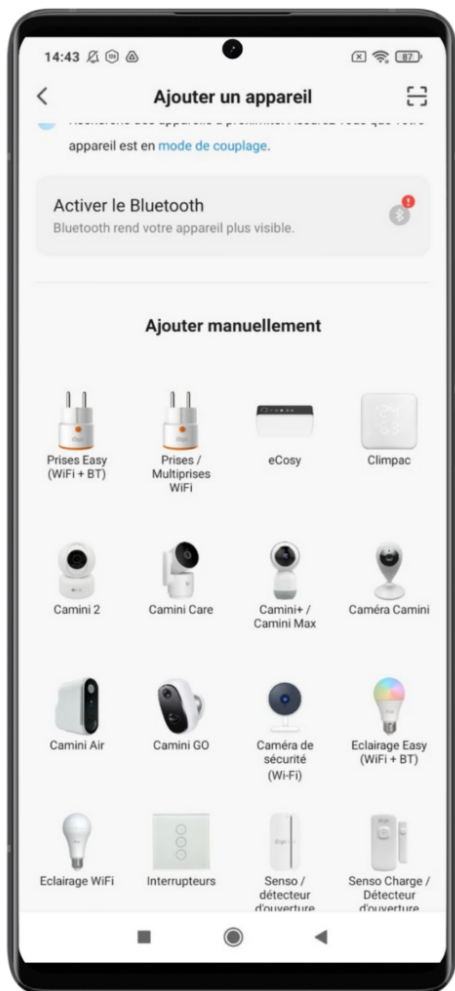 14:43
87
Ajouter un appareil
appareil est en mode de couplage.
Activer le Bluetooth
Bluetooth rend votre appareil plus visible.
Ajouter manuellement
Prises Easy
(WiFi + BT)
Prises /
Multiprises
WiFi
eCosy
Climpac
Camini 2
Camini Care
Camini+ /
Camini Max
Caméra Camini
Camini Air
Camini GO
Caméra de
sécurité
(Wi-Fi)
Eclairage Easy
(WiFi + BT)
Eclairage WiFi
Interrupteurs
Senso /
détecteur
d'ouverture
Senso Charge /
Détecteur
d'ouverture